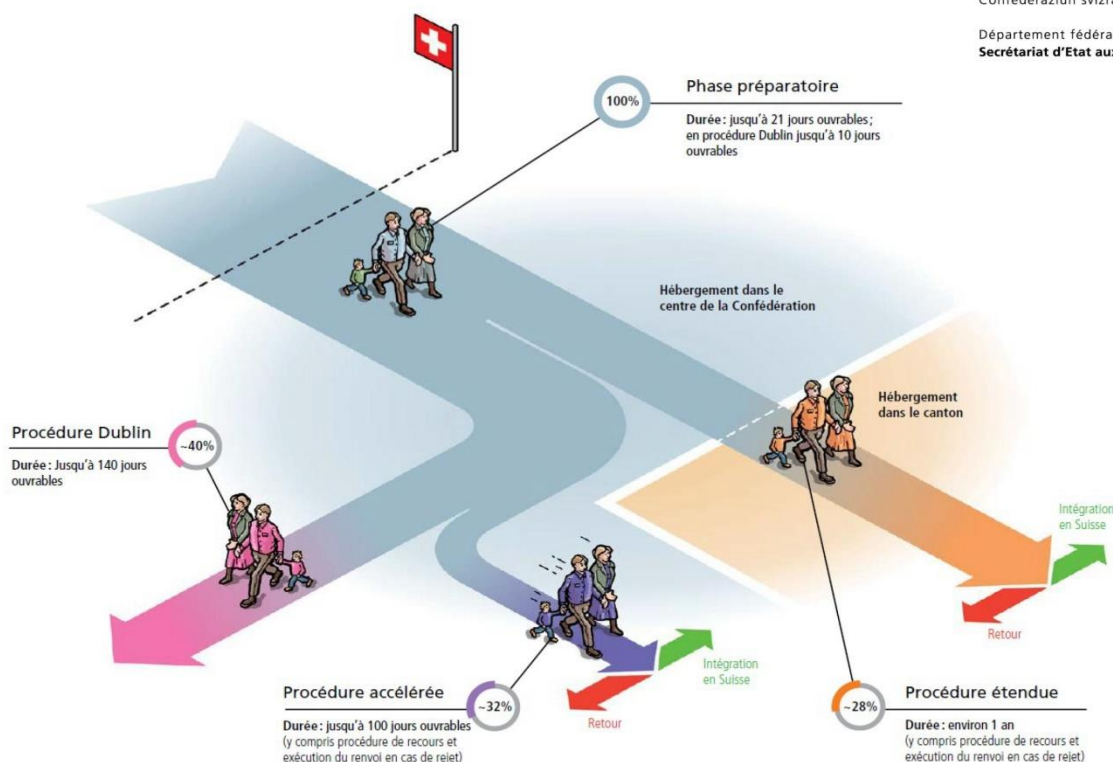 Confederaziun svizra
Département fédéral
Secrétariat d'Etat aux
100%
Phase préparatoire
Durée : jusqu'à 21 jours ouvrables ;
en procédure Dublin jusqu'à 10 jours
ouvrables
Hébergement dans le
centre de la Confédération
Hébergement
dans le canton
Procédure Dublin
~40%
Durée : Jusqu'à 140 jours
ouvrables
Intégration
en Suisse
Retour
Intégration
en Suisse
Retour
Procédure accélérée
~32%
Durée : jusqu'à 100 jours ouvrables
(y compris procédure de recours et
exécution du renvoi en cas de rejet)
~28%
Procédure étendue
Durée : environ 1 an
(y compris procédure de recours et
exécution du renvoi en cas de rejet)